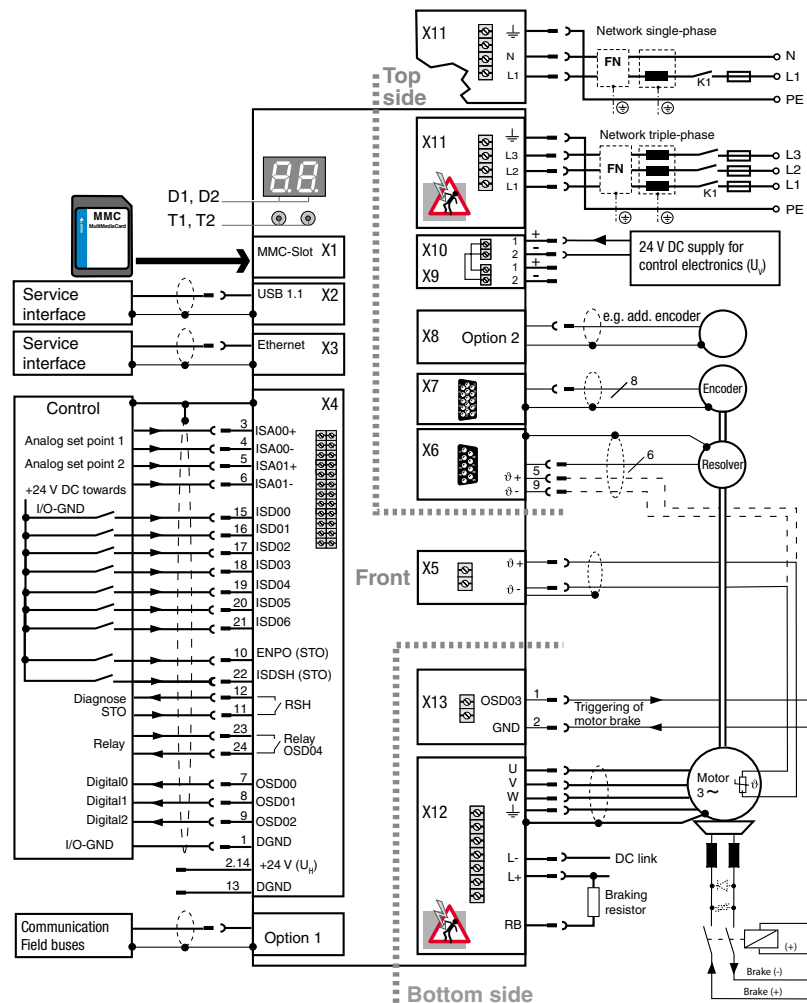 X11
N
L1
Network single-phase
FN
K1
N
L1
PE
Top
side
X11
L3
L2
L1
Network triple-phase
FN
K1
L3
L2
L1
PE
D1, D2
T1, T2
MMC
MultiMediaCard
MMC-Slot X1
X10
X9
1
2
1
2
+
-
+
-
24 V DC supply for
control electronics (UV)
Service
interface
USB 1.1 X2
Service
interface
Ethernet X3
X8 Option 2
e.g. add. encoder
X7
8
Encoder
X6
ϑ +
ϑ -
5
9
6
Resolver
Control
X4
Analog set point 1
Analog set point 2
+24 V DC towards
I/O-GND
3 ISA00+
4 ISA00-
5 ISA01+
6 ISA01-
15 ISD00
16 ISD01
17 ISD02
18 ISD03
19 ISD04
20 ISD05
21 ISD06
10 ENPO (STO)
22 ISDSH (STO)
Diagnose
STO
12
11
RSH
Relay
23
24
Relay
OSD04
Digital0 7 OSD00
Digital1 8 OSD01
Digital2 9 OSD02
I/O-GND 1 DGND
2.14 +24 V (UH)
13 DGND
Communication
Field buses
Option 1
Front
X5
ϑ +
ϑ -
X13
OSD03 1
GND 2
Triggering of
motor brake
X12
U
V
W
L-
L+
RB
DC link
Braking
resistor
Motor
3 ~
ϑ
(+)
Brake (-)
Brake (+)
Bottom side